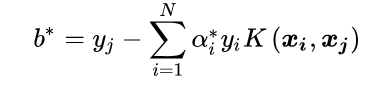 $b^* = y_j - \sum_{i=1}^{N} \alpha_i^* y_i K(\boldsymbol{x_i}, \boldsymbol{x_j})$